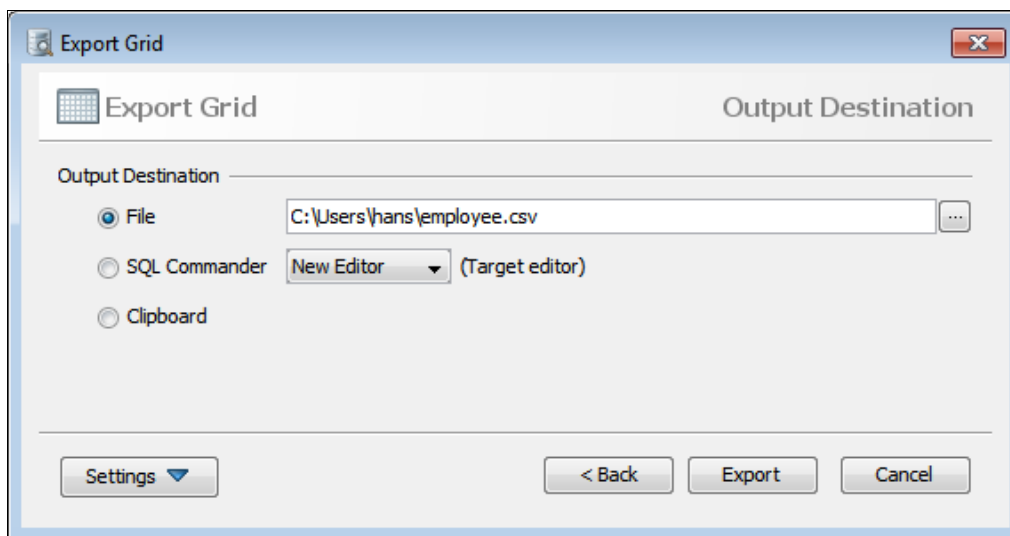 Export Grid
Export Grid Output Destination
Output Destination
File C:\Users\hans\employee.csv ...
SQL Commander New Editor (Target editor)
Clipboard
Settings < Back Export Cancel